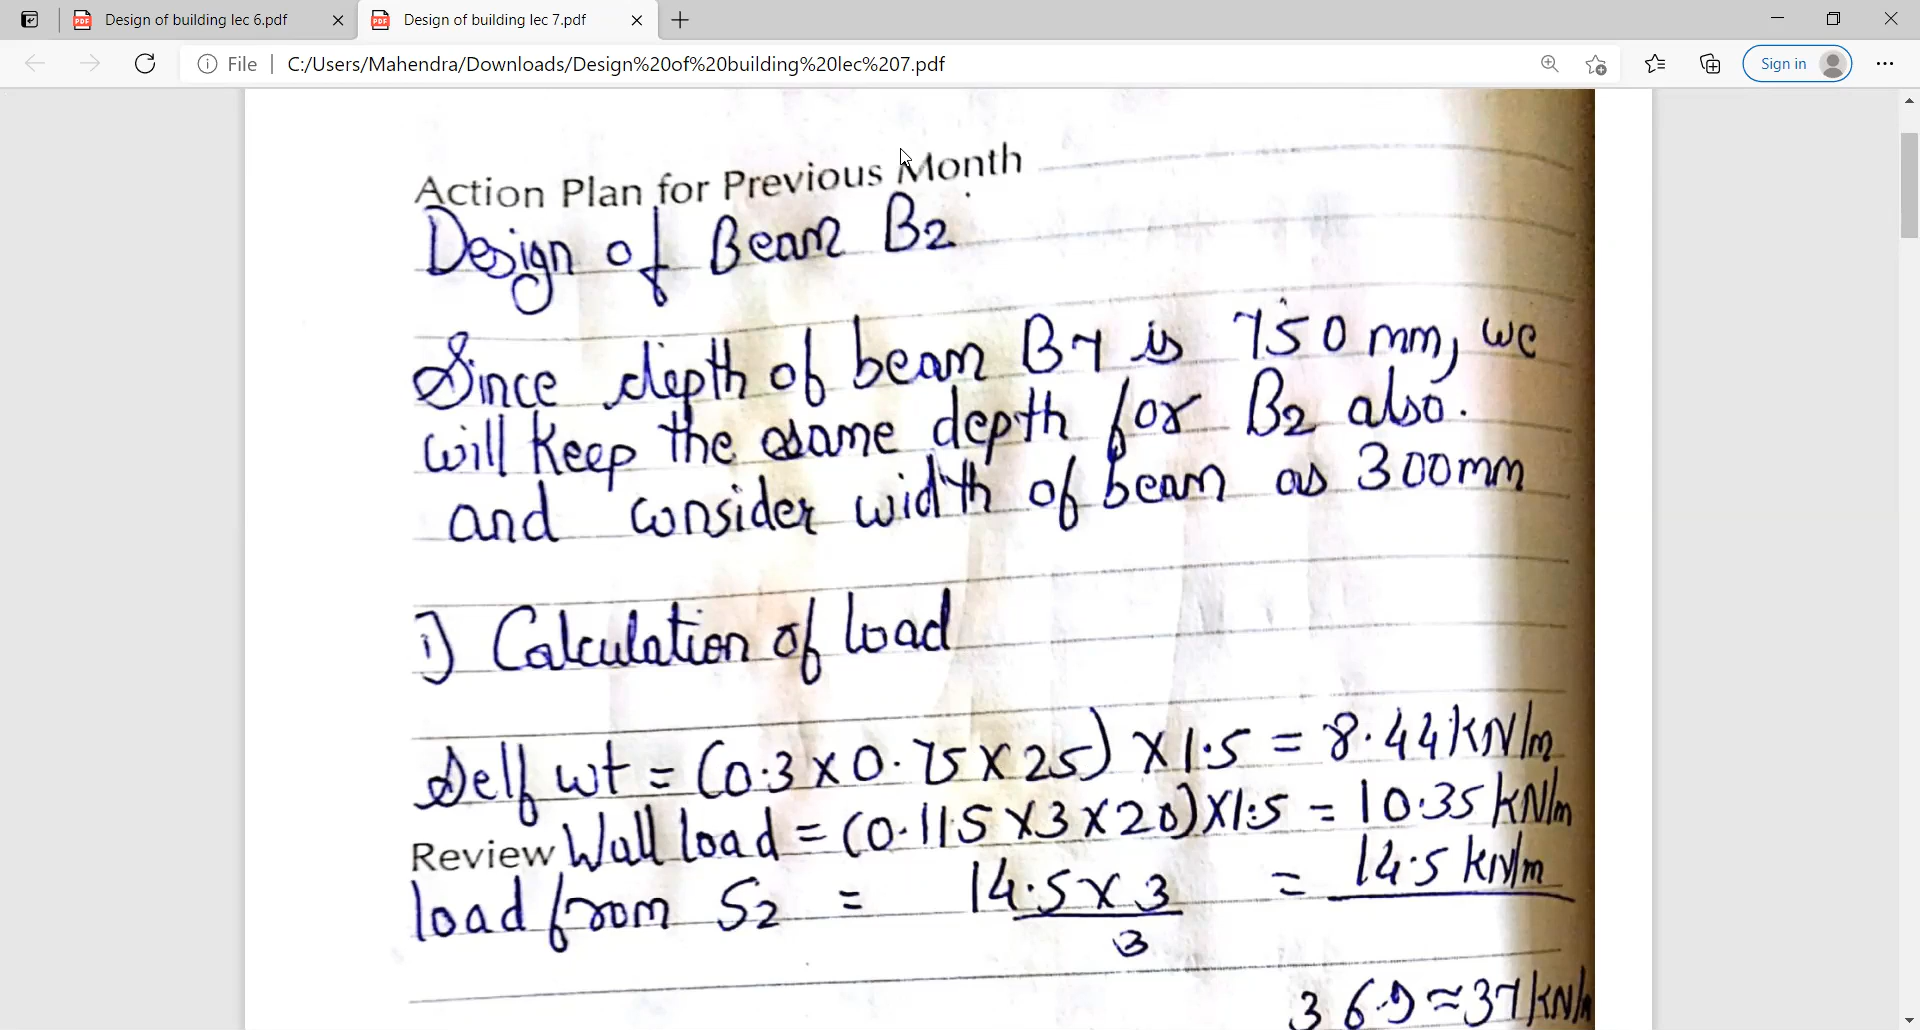 Design of building lec 6.pdf
Design of building lec 7.pdf
File
C:/Users/Mahendra/Downloads/Design%20of%20building%20lec%207.pdf
Sign in
Action Plan for Previous Month
Design of Beam B2
Since depth of beam B7 is 750 mm, we
will keep the same depth for B2 also.
and consider width of beam as 300mm
i) Calculation of load
Self wt = (0.3 x 0.75 x 25) x 1.5 = 8.44 kN/m
Review Wall load = (0.115 x 3 x 20) x 1.5 = 10.35 kN/m
load from S2 = 14.5 x 3 = 14.5 kN/m
3
36.9 ≈ 37 kN/m